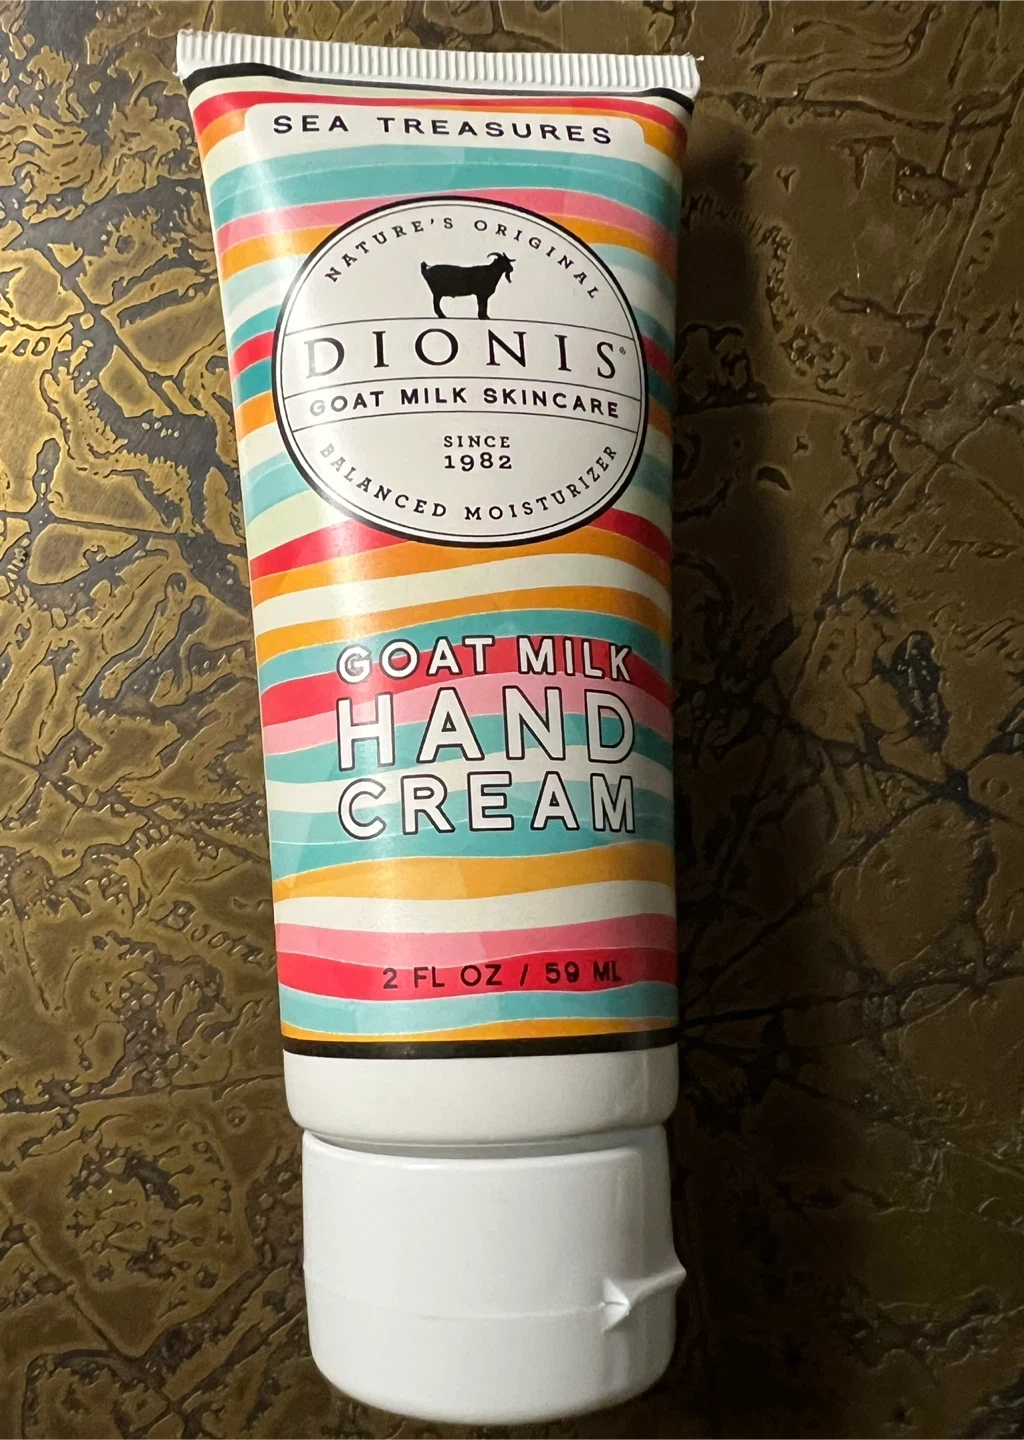 SEA TREASURES
NATURE'S ORIGINAL
DIONIS®
GOAT MILK SKINCARE
SINCE
1982
BALANCED MOISTURIZER
GOAT MILK
HAND
CREAM
2 FL OZ / 59 ML